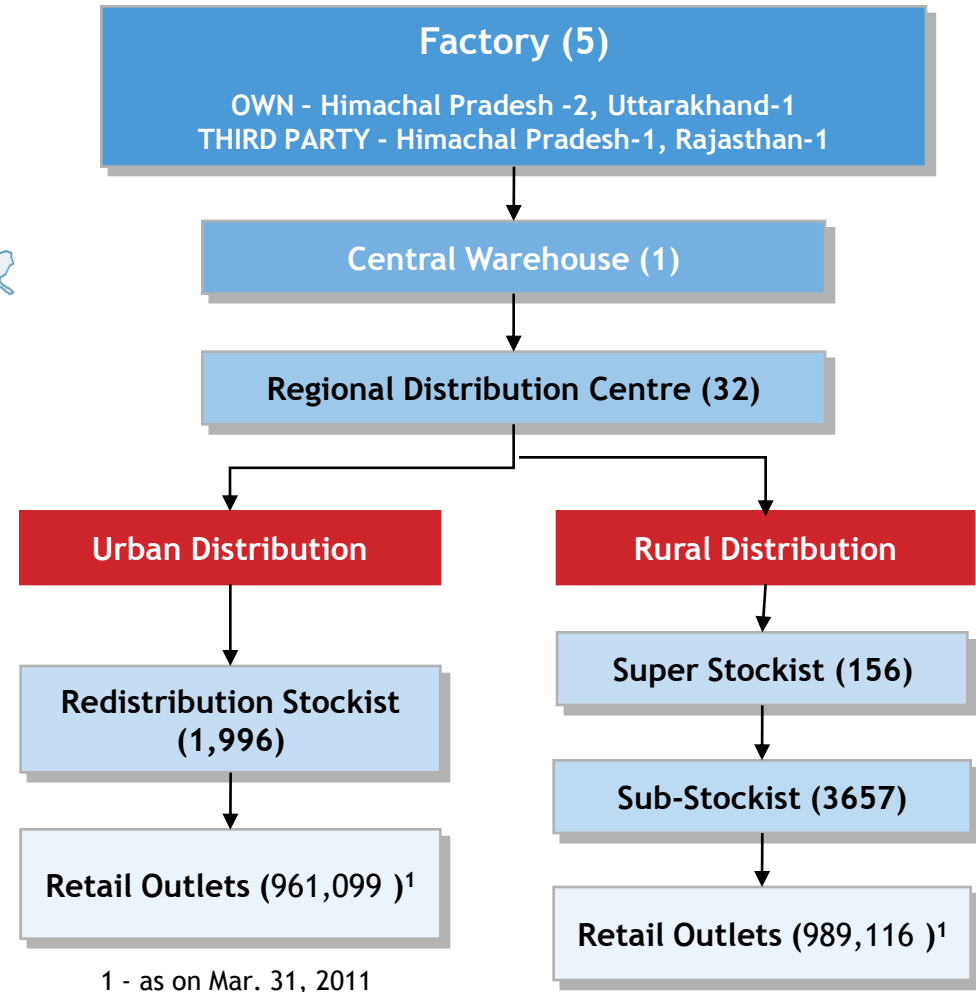 Factory (5)
OWN – Himachal Pradesh -2, Uttarakhand-1
THIRD PARTY - Himachal Pradesh-1, Rajasthan-1
Central Warehouse (1)
Regional Distribution Centre (32)
Urban Distribution
Redistribution Stockist
(1,996)
Retail Outlets (961,099 )¹
1 - as on Mar. 31, 2011
Rural Distribution
Super Stockist (156)
Sub-Stockist (3657)
Retail Outlets (989,116 )¹